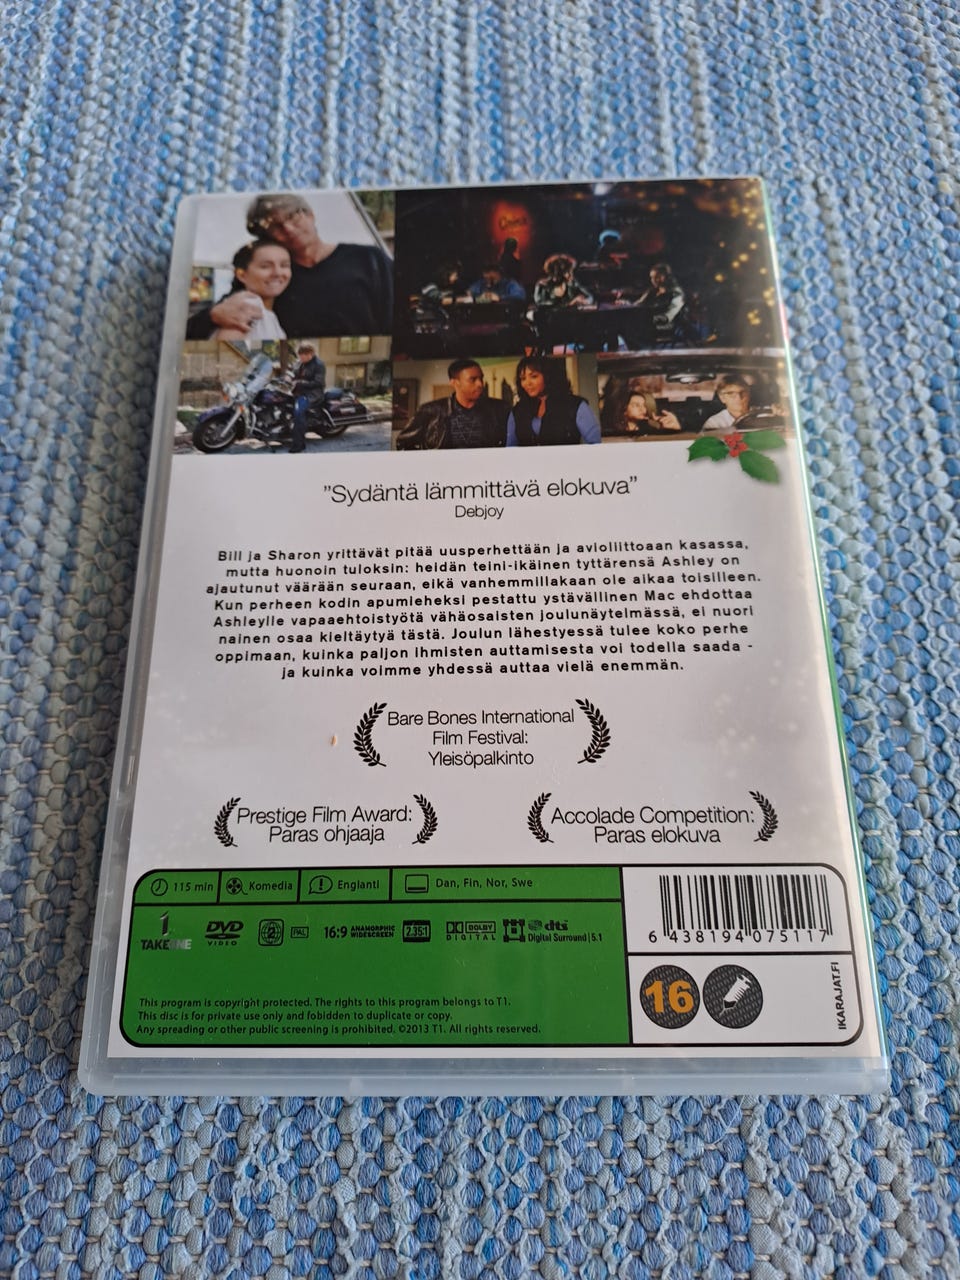 "Sydäntä lämmittävä elokuva"
Debjoy
Bill ja Sharon yrittävät pitää uusperhettään ja avioliittoaan kasassa,
mutta huonoin tuloksin: heidän teini-ikäinen tyttärensä Ashley on
ajautunut väärään seuraan, eikä vanhemmillakaan ole aikaa toisilleen.
Kun perheen kodin apumieheksi pestattu ystävällinen Mac ehdottaa
Ashleylle vapaaehtoistyötä vähäosaisten joulunäytelmässä, ei nuori
nainen osaa kieltäytyä tästä. Joulun lähestyessä tulee koko perhe
oppimaan, kuinka paljon ihmisten auttamisesta voi todella saada -
ja kuinka voimme yhdessä auttaa vielä enemmän.
Bare Bones International
Film Festival:
Yleisöpalkinto
Prestige Film Award:
Paras ohjaaja
Accolade Competition:
Paras elokuva
115 min Komedia Englanti Dan, Fin, Nor, Swe
1 TAKEONE DVD VIDEO 2 PAL 16:9 ANAMORPHIC WIDESCREEN 2.35:1 DOLBY DIGITAL dts Digital Surround | 5.1
This program is copyright protected. The rights to this program belongs to T1.
This disc is for private use only and fobidden to duplicate or copy.
Any spreading or other public screening is prohibited. ©2013 T1. All rights reserved.
6 438194 075117
16
IKARAJAT.FI